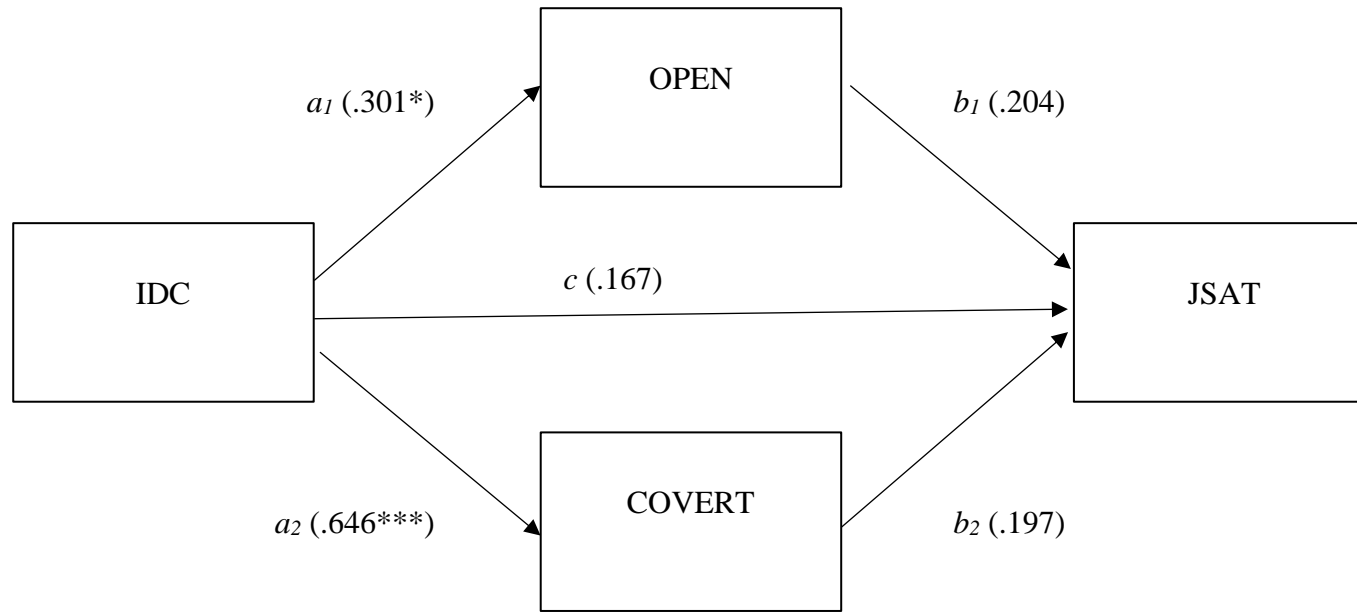 OPEN
a1 (.301*)
b1 (.204)
IDC
c (.167)
JSAT
COVERT
a2 (.646***)
b2 (.197)